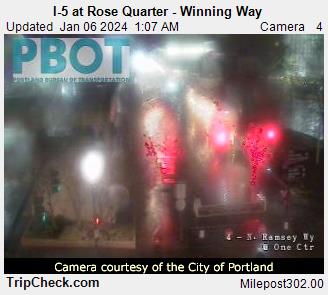 I-5 at Rose Quarter - Winning Way
Updated Jan 06 2024 1:07 AM Camera 4
PBOT
PORTLAND BUREAU OF TRANSPORTATION
4 - N. Ramsey Wy
@ One Ctr
Camera courtesy of the City of Portland
TripCheck.com Milepost302.00